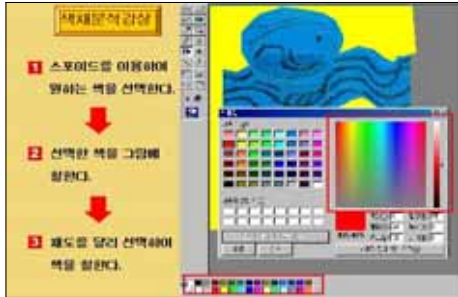 색채분석감상
1 스포이드를 이용하여
원하는 색을 선택한다.
2 선택한 색을 그림에
칠한다.
3 채도를 달리 선택하여
색을 칠한다.